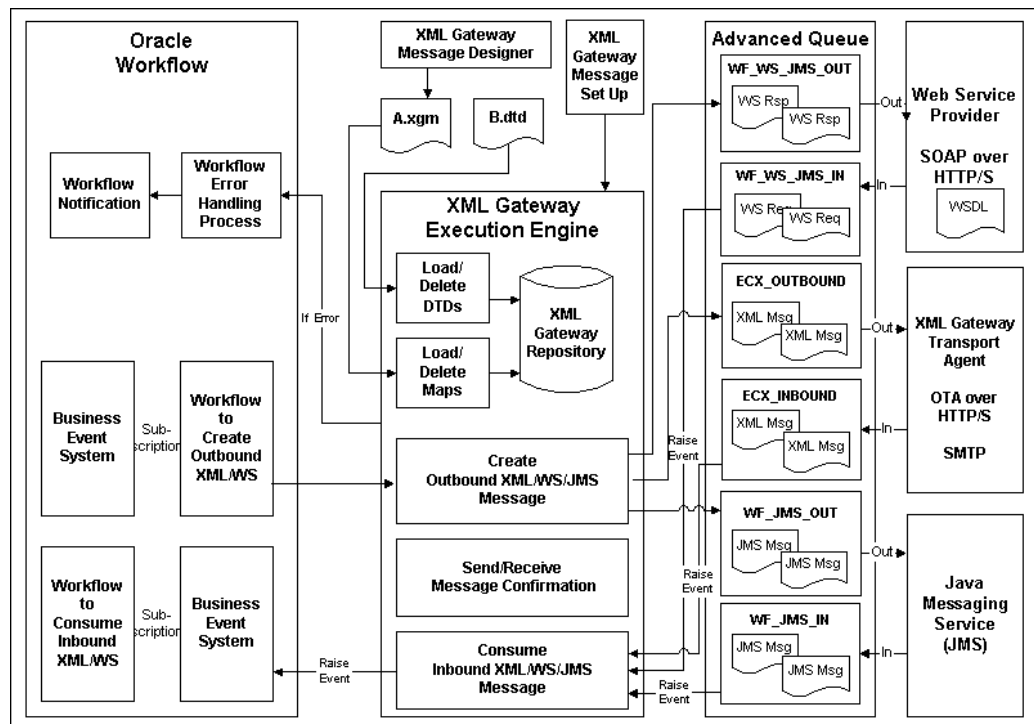 Oracle
Workflow
XML Gateway
Message Designer
XML
Gateway
Message
Set Up
A.xgm
B.dtd
Workflow
Notification
Workflow
Error
Handling
Process
If Error
Business
Event
System
Sub-
scription
Workflow
to
Create
Outbound
XML/WS
Workflow
to
Consume
Inbound
XML/WS
Sub-
scription
Business
Event
System
Raise
Event
XML Gateway
Execution Engine
Load/
Delete
DTDs
Load/
Delete
Maps
XML
Gateway
Repository
Create
Outbound XML/WS/JMS
Message
Send/Receive
Message Confirmation
Consume
Inbound XML/WS/JMS
Message
Raise
Event
Raise
Event
Raise
Event
Advanced Queue
WF_WS_JMS_OUT
WS Rsp
WS Rsp
Out
WF_WS_JMS_IN
WS Req
WS Req
In
ECX_OUTBOUND
XML Msg
XML Msg
Out
ECX_INBOUND
XML Msg
XML Msg
In
WF_JMS_OUT
JMS Msg
JMS Msg
Out
WF_JMS_IN
JMS Msg
JMS Msg
In
Web Service
Provider
SOAP over
HTTP/S
WSDL
XML Gateway
Transport
Agent
OTA over
HTTP/S
SMTP
Java
Messaging
Service
(JMS)